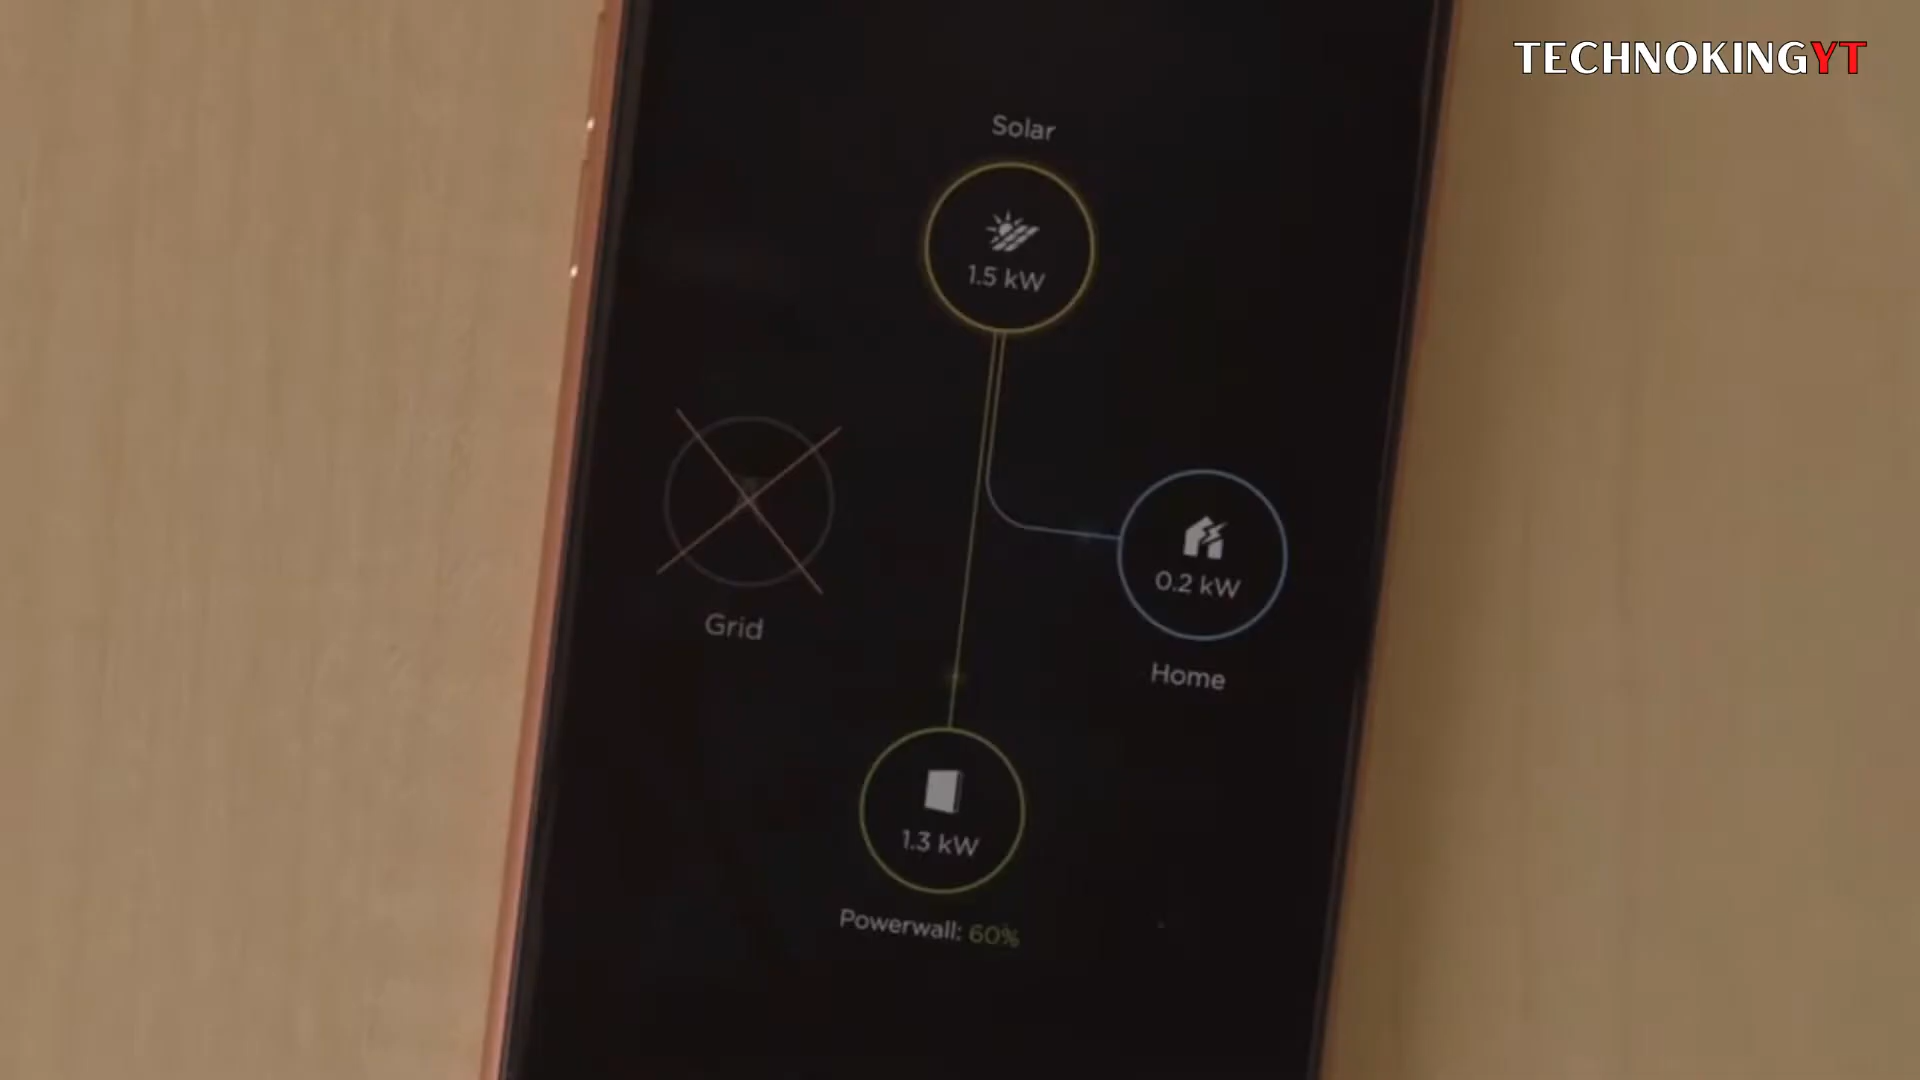 TECHNOKINGYT
Solar
1.5 kW
Grid
0.2 kW
Home
1.3 kW
Powerwall: 60%